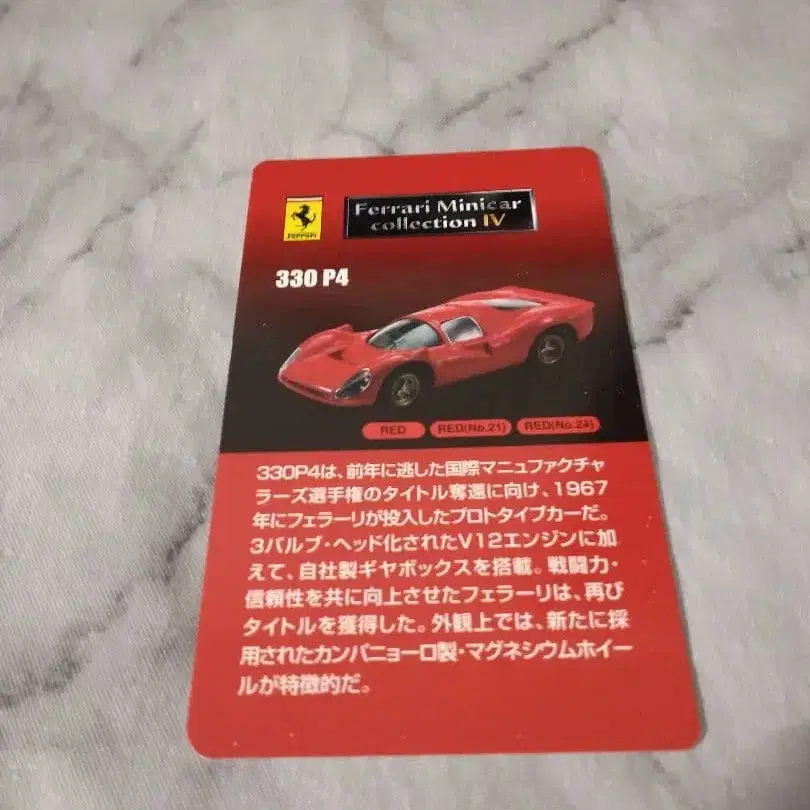 Ferrari
Ferrari Minicar
collection IV
330 P4
RED RED(No.21) RED(No.24)
330P4は、前年に逃した国際マニュファクチャ
ラーズ選手権のタイトル奪還に向け、1967
年にフェラーリが投入したプロトタイプカーだ。
3バルブ・ヘッド化されたV12エンジンに加
えて、自社製ギヤボックスを搭載。戦闘力・
信頼性を共に向上させたフェラーリは、再び
タイトルを獲得した。外観上では、新たに採
用されたカンパニョーロ製・マグネシウムホイー
ルが特徴的だ。